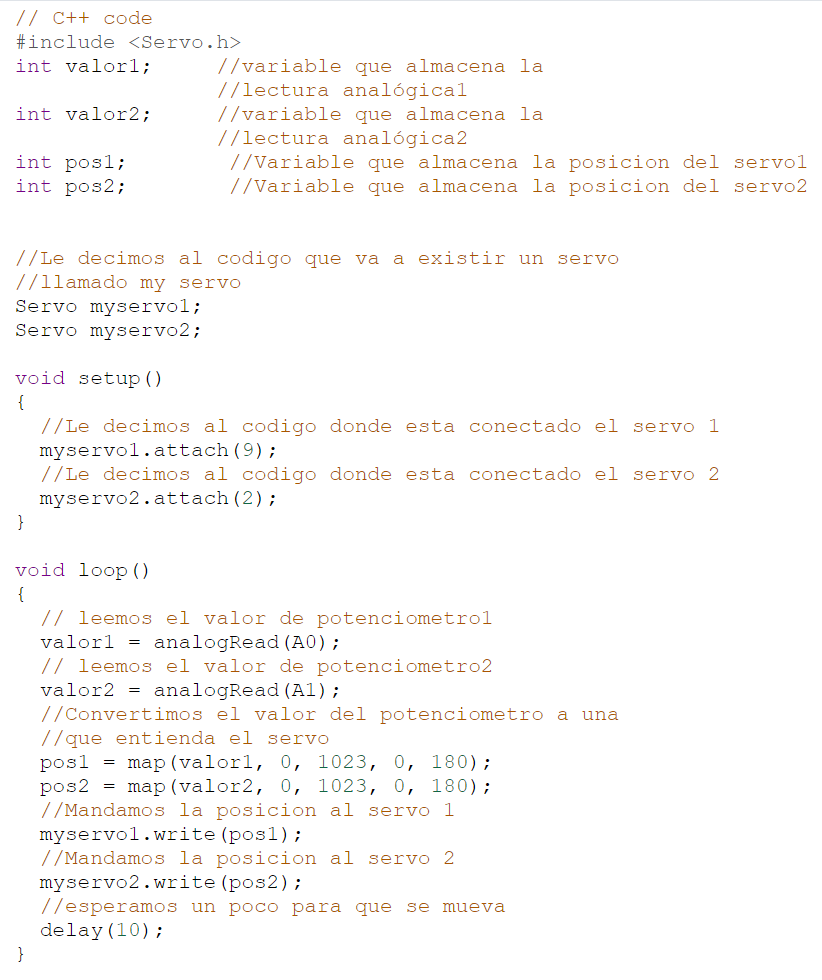 // C++ code
#include <Servo.h>
int valor1;      //variable que almacena la
                //lectura analógica1
int valor2;      //variable que almacena la
                //lectura analógica2
int pos1;        //Variable que almacena la posicion del servo1
int pos2;        //Variable que almacena la posicion del servo2
//Le decimos al codigo que va a existir un servo
//llamado my servo
Servo myservo1;
Servo myservo2;
void setup()
{
  //Le decimos al codigo donde esta conectado el servo 1
  myservo1.attach(9);
  //Le decimos al codigo donde esta conectado el servo 2
  myservo2.attach(2);
}
void loop()
{
  // leemos el valor de potenciometro1
  valor1 = analogRead(A0);
  // leemos el valor de potenciometro2
  valor2 = analogRead(A1);
  //Convertimos el valor del potenciometro a una
  //que entienda el servo
  pos1 = map(valor1, 0, 1023, 0, 180);
  pos2 = map(valor2, 0, 1023, 0, 180);
  //Mandamos la posicion al servo 1
  myservo1.write(pos1);
  //Mandamos la posicion al servo 2
  myservo2.write(pos2);
  //esperamos un poco para que se mueva
  delay(10);
}